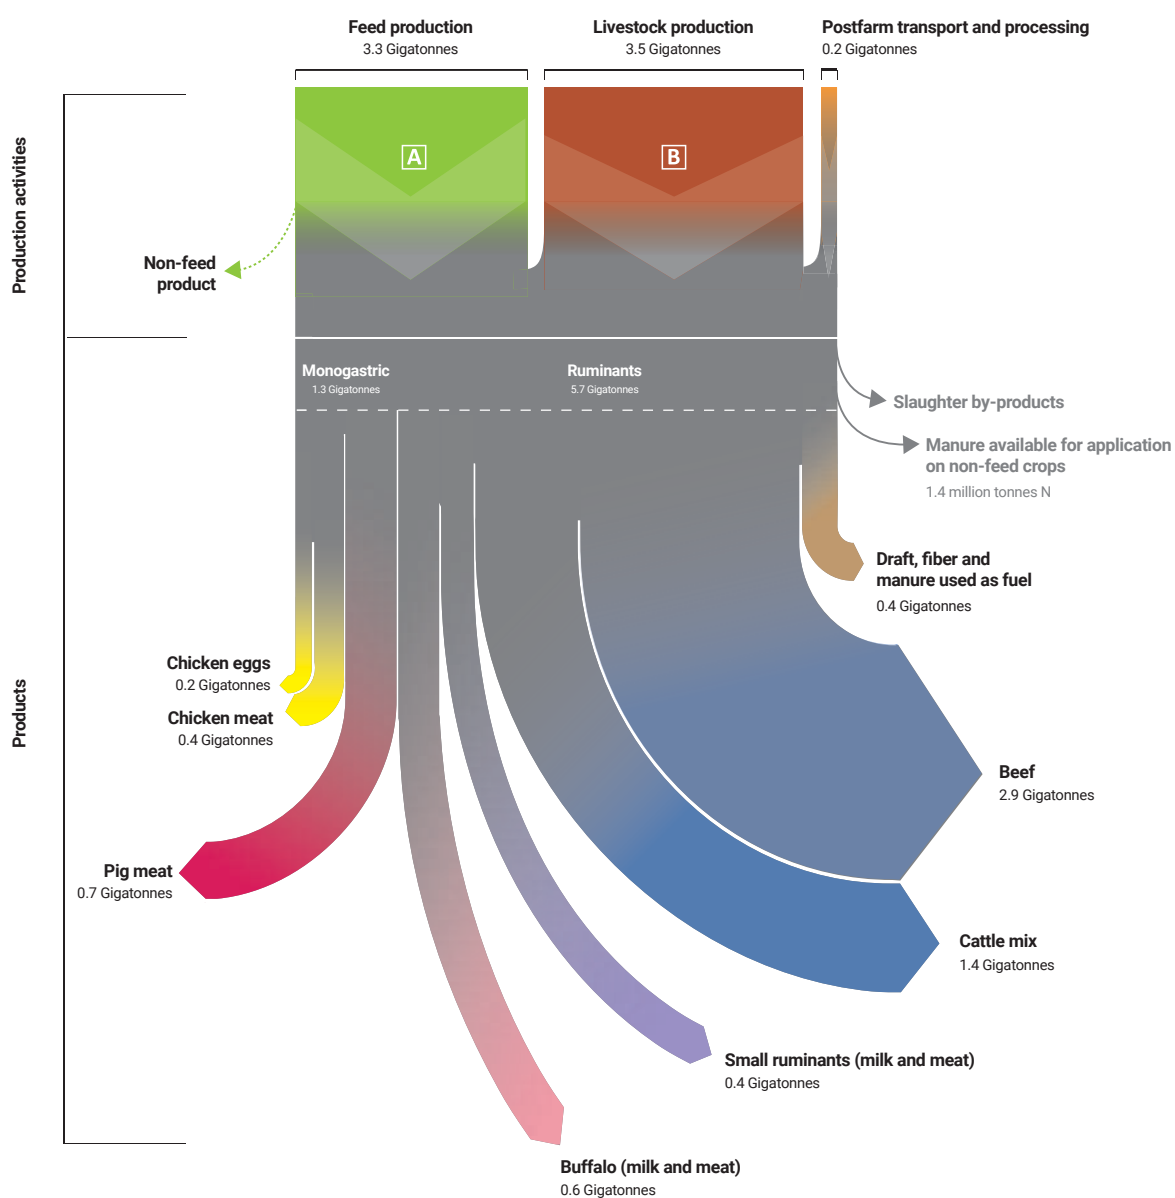 Feed production
3.3 Gigatonnes
Livestock production
3.5 Gigatonnes
Postfarm transport and processing
0.2 Gigatonnes
Production activities
A
B
Non-feed
product
Monogastric
1.3 Gigatonnes
Ruminants
5.7 Gigatonnes
Slaughter by-products
Manure available for application
on non-feed crops
1.4 million tonnes N
Draft, fiber and
manure used as fuel
0.4 Gigatonnes
Products
Chicken eggs
0.2 Gigatonnes
Chicken meat
0.4 Gigatonnes
Beef
2.9 Gigatonnes
Pig meat
0.7 Gigatonnes
Cattle mix
1.4 Gigatonnes
Small ruminants (milk and meat)
0.4 Gigatonnes
Buffalo (milk and meat)
0.6 Gigatonnes